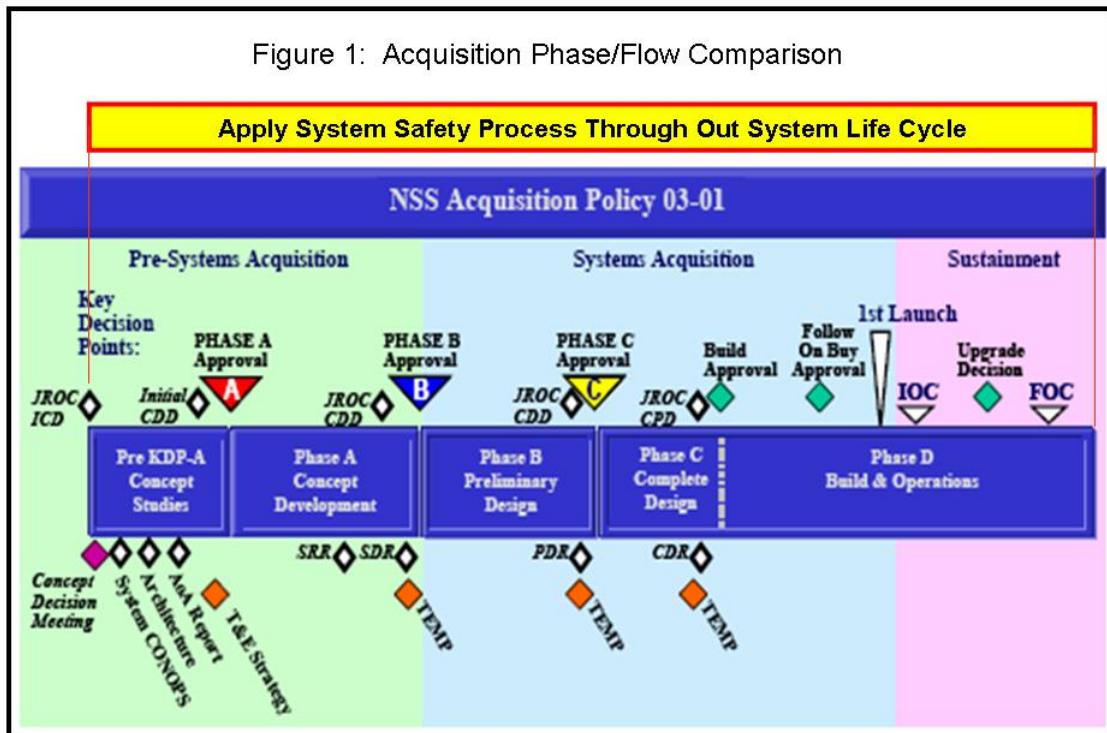 Figure 1: Acquisition Phase/Flow Comparison
Apply System Safety Process Through Out System Life Cycle
NSS Acquisition Policy 03-01
Pre-Systems Acquisition
Systems Acquisition
Sustainment
Key
Decision
Points:
JROC
ICD
Initial
CDD
PHASE A
Approval
A
JROC
CDD
PHASE B
Approval
B
JROC
CDD
PHASE C
Approval
C
JROC
CPD
Build
Approval
Follow
On Buy
Approval
1st Launch
IOC
Upgrade
Decision
FOC
Pre KDP-A
Concept
Studies
Phase A
Concept
Development
Phase B
Preliminary
Design
Phase C
Complete
Design
Phase D
Build & Operations
Concept
Decision
Meeting
System CONOPS
Architecture
AoA Report
T&E Strategy
SRR
SDR
TEMP
PDR
TEMP
CDR
TEMP